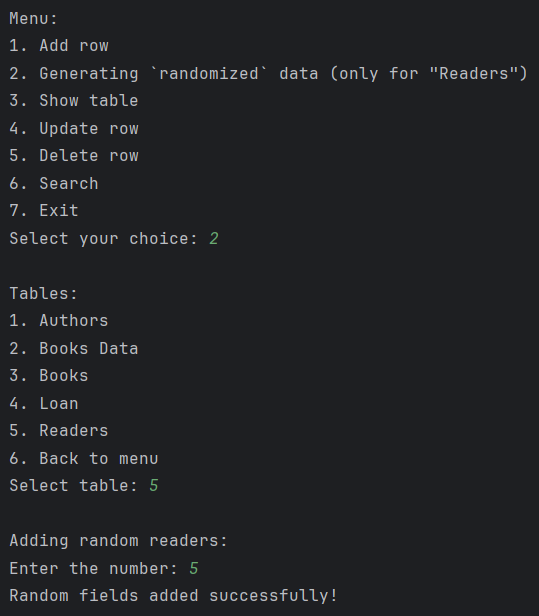 Menu:
1. Add row
2. Generating `randomized` data (only for "Readers")
3. Show table
4. Update row
5. Delete row
6. Search
7. Exit
Select your choice: 2
Tables:
1. Authors
2. Books Data
3. Books
4. Loan
5. Readers
6. Back to menu
Select table: 5
Adding random readers:
Enter the number: 5
Random fields added successfully!